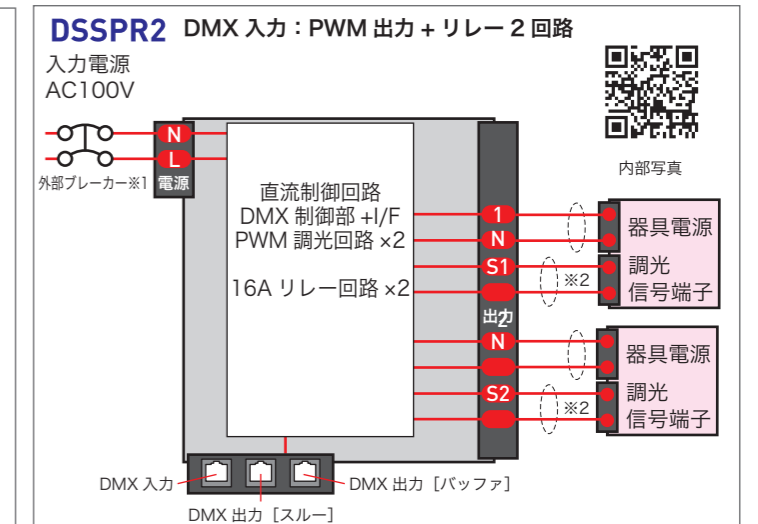 DSSPR2 DMX 入力：PWM 出力 + リレー 2 回路
入力電源
AC100V
内部写真
N
L
電源
外部ブレーカー※1
直流制御回路
DMX 制御部 +I/F
PWM 調光回路 ×2
16A リレー回路 ×2
1
N
S1
出力
2
N
S2
※2
※2
器具電源
調光
信号端子
器具電源
調光
信号端子
DMX 入力
DMX 出力［バッファ］
DMX 出力［スルー］